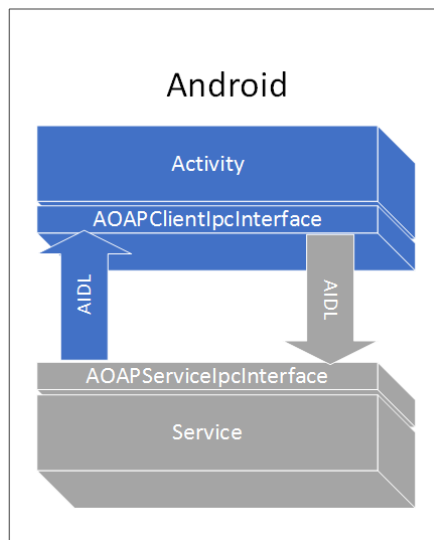 Android
Activity
AOAPClientIpcInterface
AIDL
AIDL
AOAPServiceIpcInterface
Service